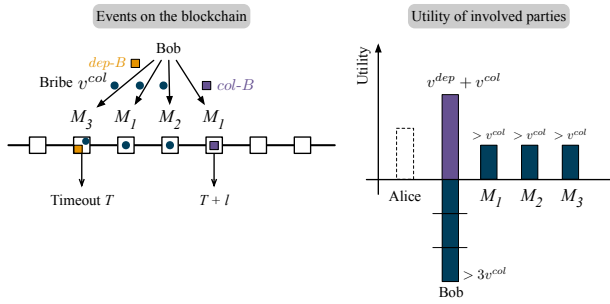 Events on the blockchain
Bob
dep-B
Bribe v^col
col-B
M_3 M_1 M_2 M_1
Timeout T
T + l
Utility of involved parties
Utility
v^dep + v^col
> v^col > v^col > v^col
Alice
M_1 M_2 M_3
> 3v^col
Bob